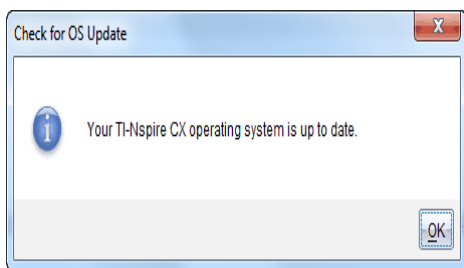 Check for OS Update
Your TI-Nspire CX operating system is up to date.
OK